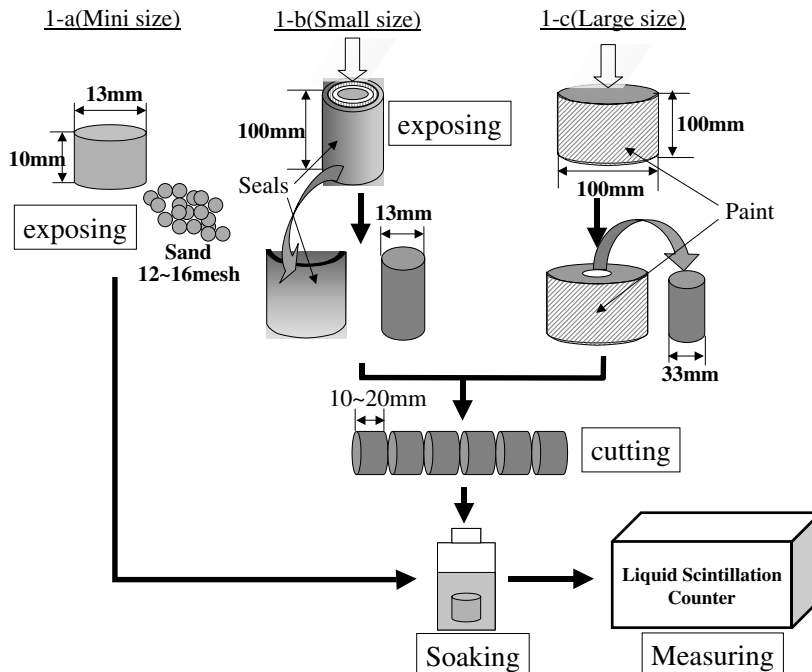 1-a(Mini size)
1-b(Small size)
1-c(Large size)
13mm
10mm
exposing
Sand
12~16mesh
100mm
exposing
Seals
13mm
100mm
100mm
Paint
33mm
10~20mm
cutting
Liquid Scintillation
Counter
Soaking
Measuring